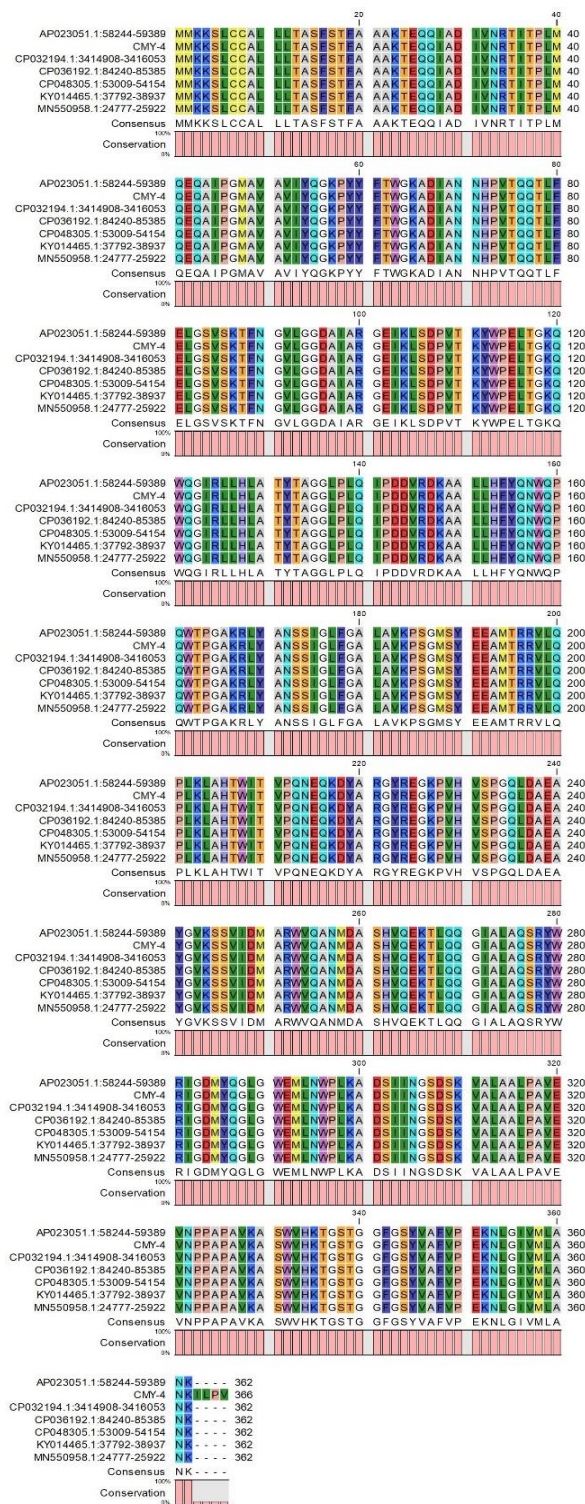 20 40
AP023051.1:58244-59389 MMKKSLCCAL LLTASFSTFA AAKTEQQIAD IVNRTITPLM 40
CMY-4 MMKKSLCCAL LLTASFSTFA AAKTEQQIAD IVNRTITPLM 40
CP032194.1:3414908-3416053 MMKKSLCCAL LLTASFSTFA AAKTEQQIAD IVNRTITPLM 40
CP036192.1:84240-85385 MMKKSLCCAL LLTASFSTFA AAKTEQQIAD IVNRTITPLM 40
CP048305.1:53009-54154 MMKKSLCCAL LLTASFSTFA AAKTEQQIAD IVNRTITPLM 40
KY014465.1:37792-38937 MMKKSLCCAL LLTASFSTFA AAKTEQQIAD IVNRTITPLM 40
MN550958.1:24777-25922 MMKKSLCCAL LLTASFSTFA AAKTEQQIAD IVNRTITPLM 40
Consensus MMKKSLCCAL LLTASFSTFA AAKTEQQIAD IVNRTITPLM
100%
Conservation
0%
60 80
AP023051.1:58244-59389 QEQAIPGMAV AVIYQGKPYY FTWGKADIAN NHPVTQQTLF 80
CMY-4 QEQAIPGMAV AVIYQGKPYY FTWGKADIAN NHPVTQQTLF 80
CP032194.1:3414908-3416053 QEQAIPGMAV AVIYQGKPYY FTWGKADIAN NHPVTQQTLF 80
CP036192.1:84240-85385 QEQAIPGMAV AVIYQGKPYY FTWGKADIAN NHPVTQQTLF 80
CP048305.1:53009-54154 QEQAIPGMAV AVIYQGKPYY FTWGKADIAN NHPVTQQTLF 80
KY014465.1:37792-38937 QEQAIPGMAV AVIYQGKPYY FTWGKADIAN NHPVTQQTLF 80
MN550958.1:24777-25922 QEQAIPGMAV AVIYQGKPYY FTWGKADIAN NHPVTQQTLF 80
Consensus QEQAIPGMAV AVIYQGKPYY FTWGKADIAN NHPVTQQTLF
100%
Conservation
0%
100 120
AP023051.1:58244-59389 ELGSVSKTFN GVLGGDAIAR GEIKLSDPVT KYWPELTGKQ 120
CMY-4 ELGSVSKTFN GVLGGDAIAR GEIKLSDPVT KYWPELTGKQ 120
CP032194.1:3414908-3416053 ELGSVSKTFN GVLGGDAIAR GEIKLSDPVT KYWPELTGKQ 120
CP036192.1:84240-85385 ELGSVSKTFN GVLGGDAIAR GEIKLSDPVT KYWPELTGKQ 120
CP048305.1:53009-54154 ELGSVSKTFN GVLGGDAIAR GEIKLSDPVT KYWPELTGKQ 120
KY014465.1:37792-38937 ELGSVSKTFN GVLGGDAIAR GEIKLSDPVT KYWPELTGKQ 120
MN550958.1:24777-25922 ELGSVSKTFN GVLGGDAIAR GEIKLSDPVT KYWPELTGKQ 120
Consensus ELGSVSKTFN GVLGGDAIAR GEIKLSDPVT KYWPELTGKQ
100%
Conservation
0%
140 160
AP023051.1:58244-59389 WQGIRLLHLA TYTAGGLPLQ IPDDVRDKAA LLHFYQNWQP 160
CMY-4 WQGIRLLHLA TYTAGGLPLQ IPDDVRDKAA LLHFYQNWQP 160
CP032194.1:3414908-3416053 WQGIRLLHLA TYTAGGLPLQ IPDDVRDKAA LLHFYQNWQP 160
CP036192.1:84240-85385 WQGIRLLHLA TYTAGGLPLQ IPDDVRDKAA LLHFYQNWQP 160
CP048305.1:53009-54154 WQGIRLLHLA TYTAGGLPLQ IPDDVRDKAA LLHFYQNWQP 160
KY014465.1:37792-38937 WQGIRLLHLA TYTAGGLPLQ IPDDVRDKAA LLHFYQNWQP 160
MN550958.1:24777-25922 WQGIRLLHLA TYTAGGLPLQ IPDDVRDKAA LLHFYQNWQP 160
Consensus WQGIRLLHLA TYTAGGLPLQ IPDDVRDKAA LLHFYQNWQP
100%
Conservation
0%
180 200
AP023051.1:58244-59389 QWTPGAKRLY ANSSIGLFGA LAVKPSGMSY EEAMTRRVLQ 200
CMY-4 QWTPGAKRLY ANSSIGLFGA LAVKPSGMSY EEAMTRRVLQ 200
CP032194.1:3414908-3416053 QWTPGAKRLY ANSSIGLFGA LAVKPSGMSY EEAMTRRVLQ 200
CP036192.1:84240-85385 QWTPGAKRLY ANSSIGLFGA LAVKPSGMSY EEAMTRRVLQ 200
CP048305.1:53009-54154 QWTPGAKRLY ANSSIGLFGA LAVKPSGMSY EEAMTRRVLQ 200
KY014465.1:37792-38937 QWTPGAKRLY ANSSIGLFGA LAVKPSGMSY EEAMTRRVLQ 200
MN550958.1:24777-25922 QWTPGAKRLY ANSSIGLFGA LAVKPSGMSY EEAMTRRVLQ 200
Consensus QWTPGAKRLY ANSSIGLFGA LAVKPSGMSY EEAMTRRVLQ
100%
Conservation
0%
220 240
AP023051.1:58244-59389 PLKLAHTWIT VPQNEQKDYA RGYREGKPVH VSPGQLDAEA 240
CMY-4 PLKLAHTWIT VPQNEQKDYA RGYREGKPVH VSPGQLDAEA 240
CP032194.1:3414908-3416053 PLKLAHTWIT VPQNEQKDYA RGYREGKPVH VSPGQLDAEA 240
CP036192.1:84240-85385 PLKLAHTWIT VPQNEQKDYA RGYREGKPVH VSPGQLDAEA 240
CP048305.1:53009-54154 PLKLAHTWIT VPQNEQKDYA RGYREGKPVH VSPGQLDAEA 240
KY014465.1:37792-38937 PLKLAHTWIT VPQNEQKDYA RGYREGKPVH VSPGQLDAEA 240
MN550958.1:24777-25922 PLKLAHTWIT VPQNEQKDYA RGYREGKPVH VSPGQLDAEA 240
Consensus PLKLAHTWIT VPQNEQKDYA RGYREGKPVH VSPGQLDAEA
100%
Conservation
0%
260 280
AP023051.1:58244-59389 YGVKSSVIDM ARWVQANMDA SHVQEKTLQQ GIALAQSRYW 280
CMY-4 YGVKSSVIDM ARWVQANMDA SHVQEKTLQQ GIALAQSRYW 280
CP032194.1:3414908-3416053 YGVKSSVIDM ARWVQANMDA SHVQEKTLQQ GIALAQSRYW 280
CP036192.1:84240-85385 YGVKSSVIDM ARWVQANMDA SHVQEKTLQQ GIALAQSRYW 280
CP048305.1:53009-54154 YGVKSSVIDM ARWVQANMDA SHVQEKTLQQ GIALAQSRYW 280
KY014465.1:37792-38937 YGVKSSVIDM ARWVQANMDA SHVQEKTLQQ GIALAQSRYW 280
MN550958.1:24777-25922 YGVKSSVIDM ARWVQANMDA SHVQEKTLQQ GIALAQSRYW 280
Consensus YGVKSSVIDM ARWVQANMDA SHVQEKTLQQ GIALAQSRYW
100%
Conservation
0%
300 320
AP023051.1:58244-59389 RIGDMYQGLG WEMLNWPLKA DSIINGSDSK VALAALPAVE 320
CMY-4 RIGDMYQGLG WEMLNWPLKA DSIINGSDSK VALAALPAVE 320
CP032194.1:3414908-3416053 RIGDMYQGLG WEMLNWPLKA DSIINGSDSK VALAALPAVE 320
CP036192.1:84240-85385 RIGDMYQGLG WEMLNWPLKA DSIINGSDSK VALAALPAVE 320
CP048305.1:53009-54154 RIGDMYQGLG WEMLNWPLKA DSIINGSDSK VALAALPAVE 320
KY014465.1:37792-38937 RIGDMYQGLG WEMLNWPLKA DSIINGSDSK VALAALPAVE 320
MN550958.1:24777-25922 RIGDMYQGLG WEMLNWPLKA DSIINGSDSK VALAALPAVE 320
Consensus RIGDMYQGLG WEMLNWPLKA DSIINGSDSK VALAALPAVE
100%
Conservation
0%
340 360
AP023051.1:58244-59389 VNPPAPAVKA SWVHKTGSTG GFGSYVAFVP EKNLGIVMLA 360
CMY-4 VNPPAPAVKA SWVHKTGSTG GFGSYVAFVP EKNLGIVMLA 360
CP032194.1:3414908-3416053 VNPPAPAVKA SWVHKTGSTG GFGSYVAFVP EKNLGIVMLA 360
CP036192.1:84240-85385 VNPPAPAVKA SWVHKTGSTG GFGSYVAFVP EKNLGIVMLA 360
CP048305.1:53009-54154 VNPPAPAVKA SWVHKTGSTG GFGSYVAFVP EKNLGIVMLA 360
KY014465.1:37792-38937 VNPPAPAVKA SWVHKTGSTG GFGSYVAFVP EKNLGIVMLA 360
MN550958.1:24777-25922 VNPPAPAVKA SWVHKTGSTG GFGSYVAFVP EKNLGIVMLA 360
Consensus VNPPAPAVKA SWVHKTGSTG GFGSYVAFVP EKNLGIVMLA
100%
Conservation
0%
AP023051.1:58244-59389 NK---- 362
CMY-4 NKILPV 366
CP032194.1:3414908-3416053 NK---- 362
CP036192.1:84240-85385 NK---- 362
CP048305.1:53009-54154 NK---- 362
KY014465.1:37792-38937 NK---- 362
MN550958.1:24777-25922 NK---- 362
Consensus NK----
100%
Conservation
0%